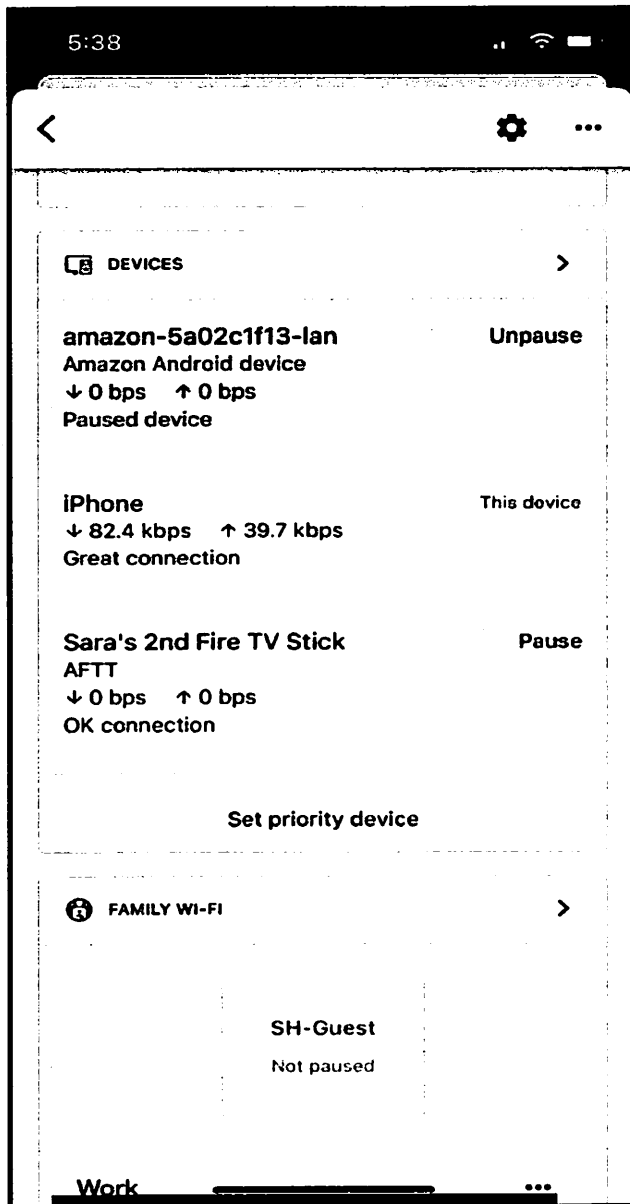 5:38
DEVICES
amazon-5a02c1f13-lan Unpause
Amazon Android device
↓ 0 bps ↑ 0 bps
Paused device
iPhone This device
↓ 82.4 kbps ↑ 39.7 kbps
Great connection
Sara's 2nd Fire TV Stick Pause
AFTT
↓ 0 bps ↑ 0 bps
OK connection
Set priority device
FAMILY WI-FI
SH-Guest
Not paused
Work